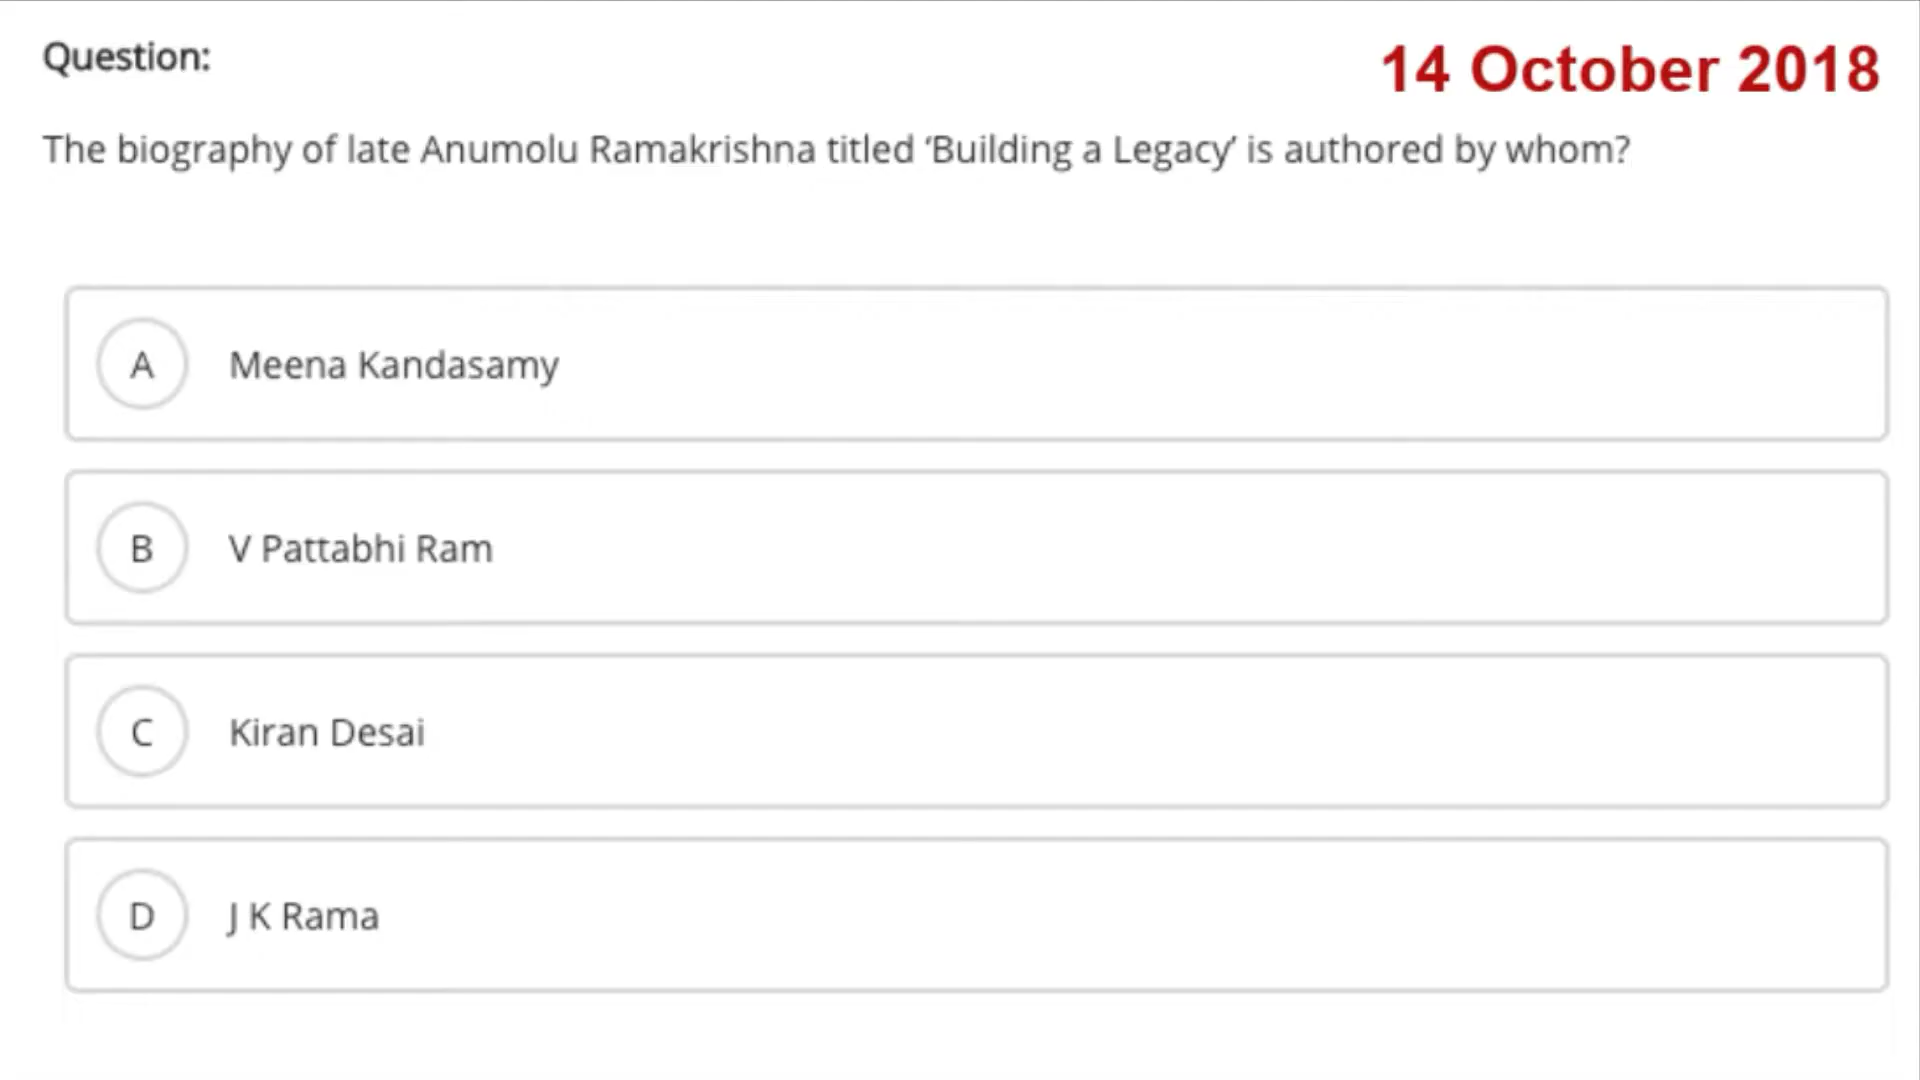 Question:
14 October 2018
The biography of late Anumolu Ramakrishna titled ‘Building a Legacy’ is authored by whom?
A Meena Kandasamy
B V Pattabhi Ram
C Kiran Desai
D J K Rama